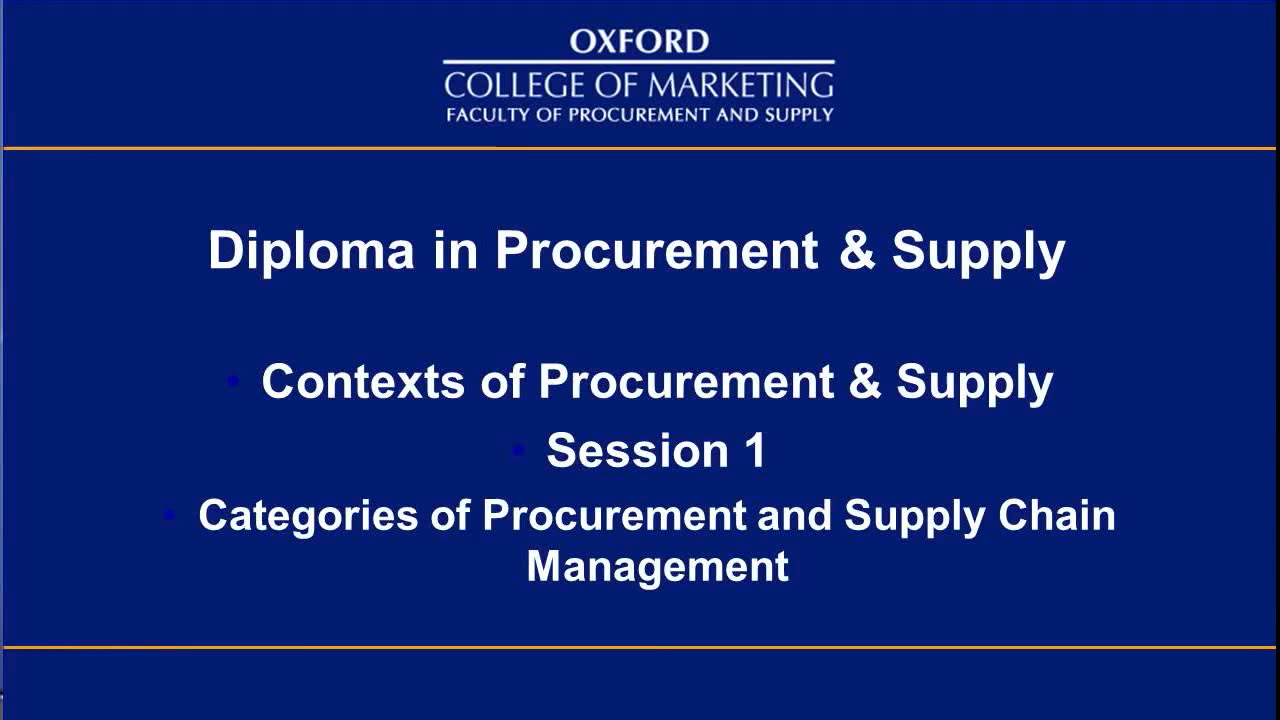 OXFORD
COLLEGE OF MARKETING
FACULTY OF PROCUREMENT AND SUPPLY
Diploma in Procurement & Supply
• Contexts of Procurement & Supply
• Session 1
• Categories of Procurement and Supply Chain
Management